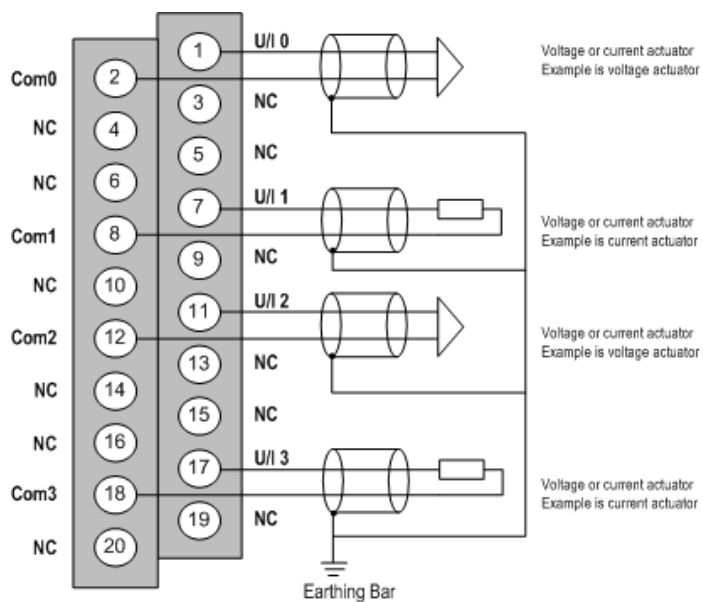 1 U/I 0
Voltage or current actuator
Example is voltage actuator
Com0 2
3 NC
NC 4
5 NC
NC 6
7 U/I 1
Voltage or current actuator
Example is current actuator
Com1 8
9 NC
NC 10
11 U/I 2
Voltage or current actuator
Example is voltage actuator
Com2 12
13 NC
NC 14
15 NC
NC 16
17 U/I 3
Voltage or current actuator
Example is current actuator
Com3 18
19 NC
NC 20
Earthing Bar